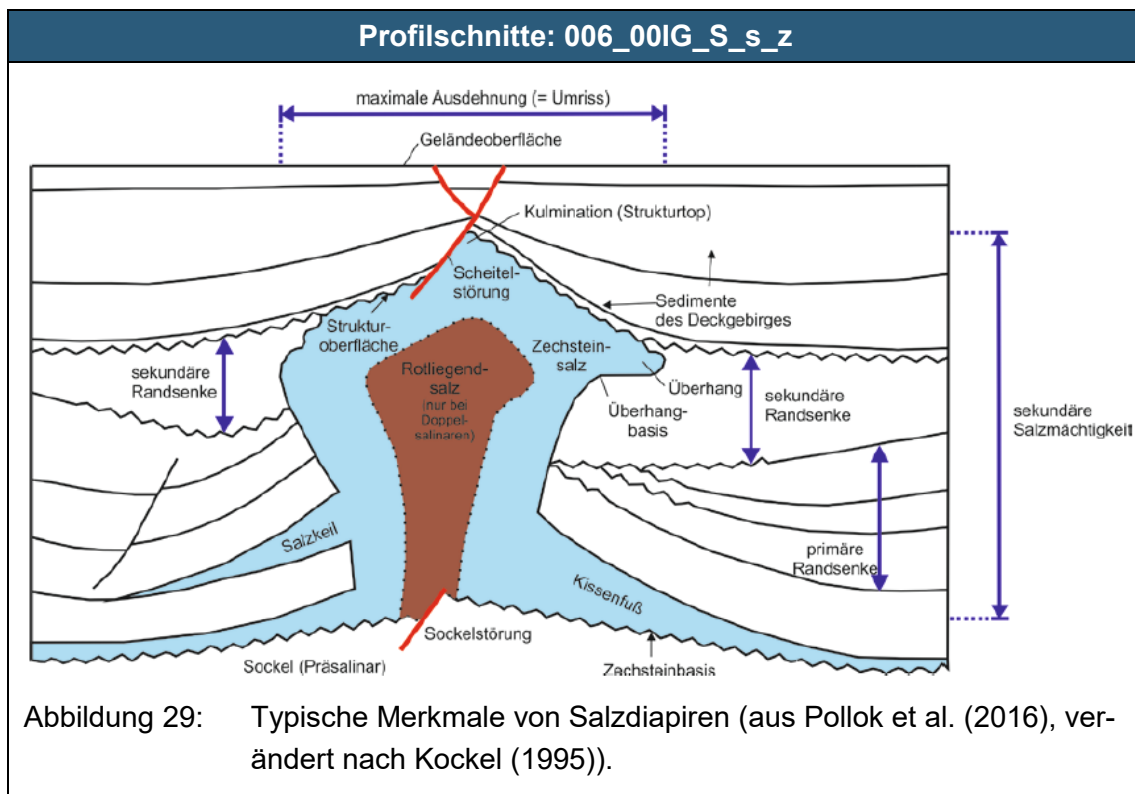 Profilschnitte: 006_00IG_S_s_z
maximale Ausdehnung (= Umriss)
Geländeoberfläche
Kulmination (Strukturtop)
Scheitel-
störung
Sedimente
des Deckgebirges
Struktur-
oberfläche
Zechstein-
salz
sekundäre
Randsenke
Rotliegend-
salz
(nur bei
Doppel-
salinaren)
Überhang
Überhang-
basis
sekundäre
Randsenke
sekundäre
Salzmächtigkeit
Salzkeil
primäre
Randsenke
Kissenfuß
Sockelstörung
Sockel (Präsalinar)
Zechsteinbasis
Abbildung 29: Typische Merkmale von Salzdiapiren (aus Pollok et al. (2016), ver-
ändert nach Kockel (1995)).